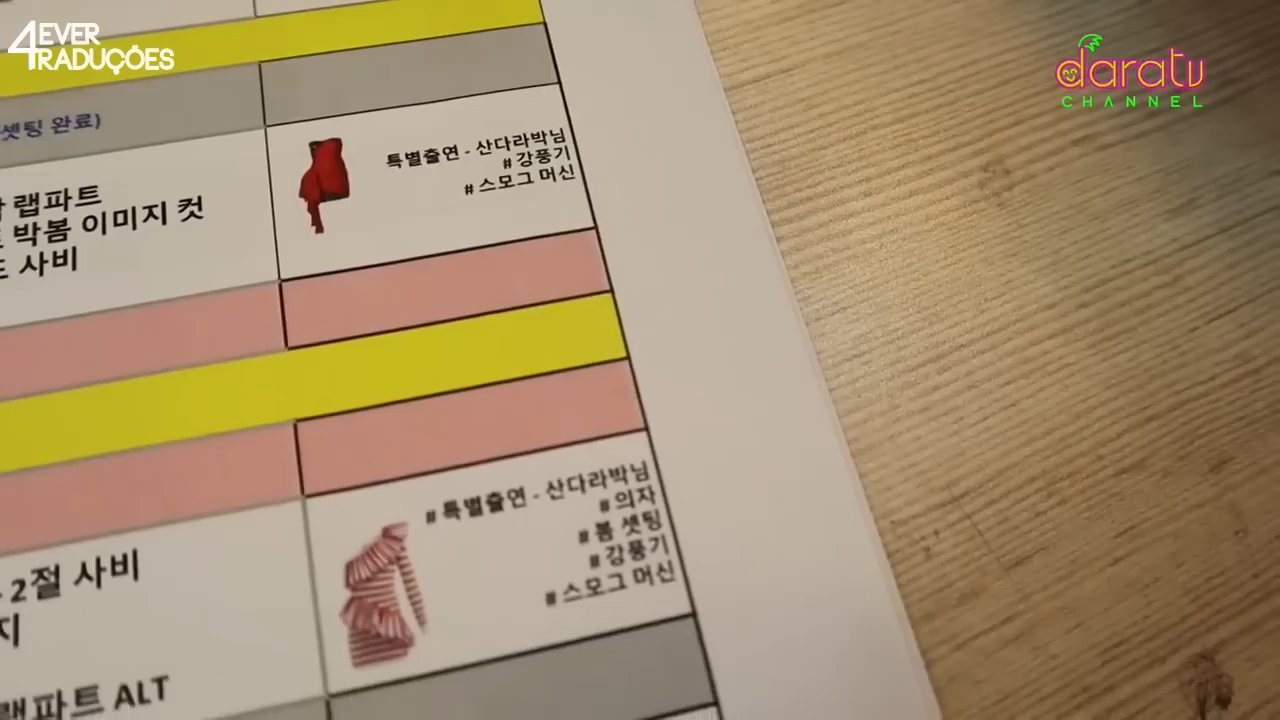 4EVER TRADUÇÕES
daratv
CHANNEL
셋팅 완료)
랩파트
박봄 이미지 컷
사비
특별출연 - 산다라박님
# 강풍기
# 스모그 머신
# 특별출연 - 산다라박님
# 의자
# 봄 셋팅
# 강풍기
# 스모그 머신
2절 사비
지
랩파트 ALT